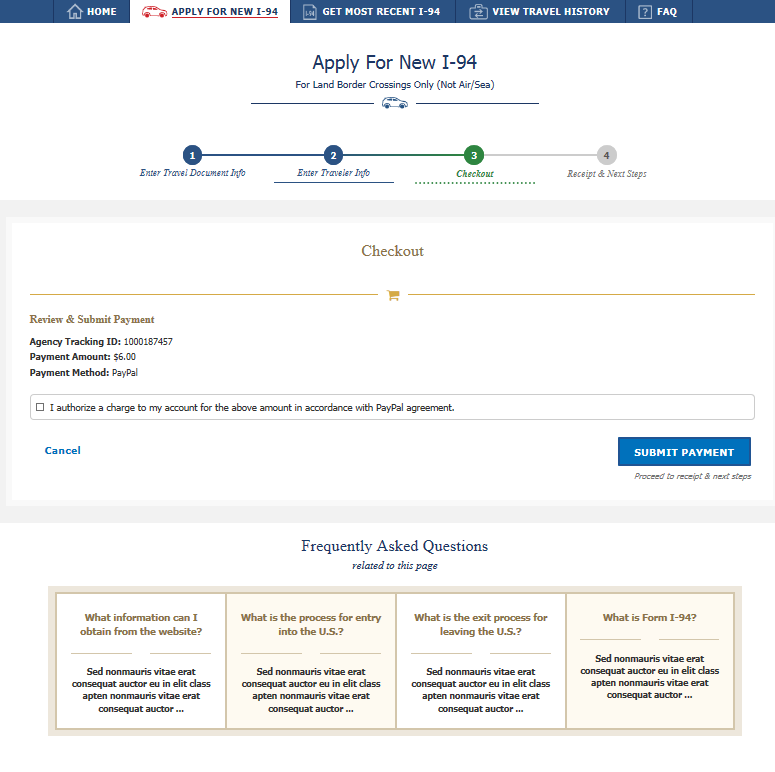 HOME
APPLY FOR NEW I-94
GET MOST RECENT I-94
VIEW TRAVEL HISTORY
FAQ
Apply For New I-94
For Land Border Crossings Only (Not Air/Sea)
1
2
3
4
Enter Travel Document Info
Enter Traveler Info
Checkout
Receipt & Next Steps
Checkout
Review & Submit Payment
Agency Tracking ID: 1000187457
Payment Amount: $6.00
Payment Method: PayPal
I authorize a charge to my account for the above amount in accordance with PayPal agreement.
Cancel
SUBMIT PAYMENT
Proceed to receipt & next steps
Frequently Asked Questions
related to this page
What information can I
obtain from the website?
Sed nonmauris vitae erat
consequat auctor eu in elit class
apten nonmauris vitae erat
consequat auctor ...
What is the process for entry
into the U.S.?
Sed nonmauris vitae erat
consequat auctor eu in elit class
apten nonmauris vitae erat
consequat auctor ...
What is the exit process for
leaving the U.S.?
Sed nonmauris vitae erat
consequat auctor eu in elit class
apten nonmauris vitae erat
consequat auctor ...
What is Form I-94?
Sed nonmauris vitae erat
consequat auctor eu in elit class
apten nonmauris vitae erat
consequat auctor ...